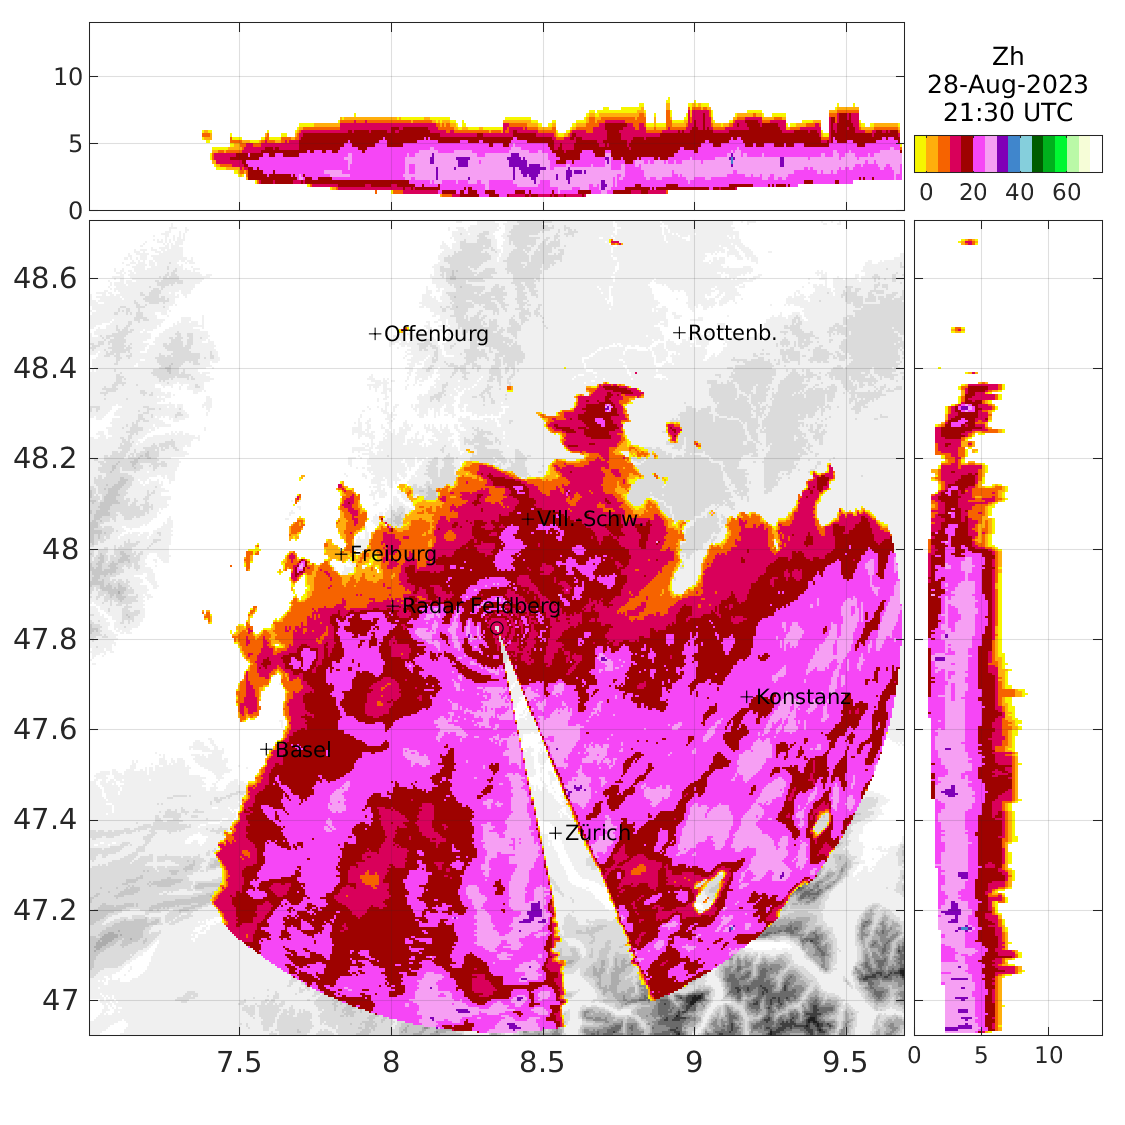 10
5
0
Zh
28-Aug-2023
21:30 UTC
0 20 40 60
48.6
48.4
48.2
48
47.8
47.6
47.4
47.2
47
+Offenburg
+Rottenb.
+Vill.-Schw.
+Freiburg
+Radar Feldberg
+Konstanz
+Basel
+Zürich
7.5 8 8.5 9 9.5
0 5 10